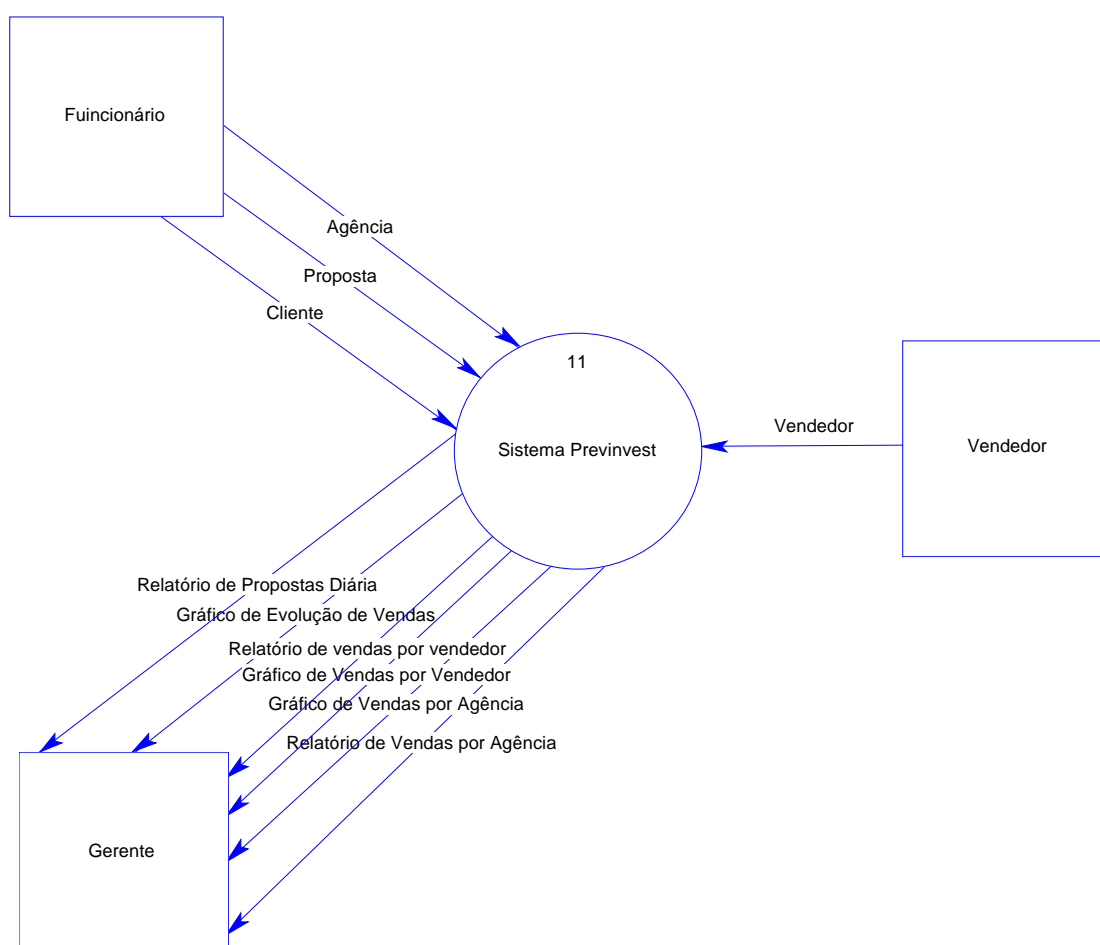 Fuincionário
Agência
Proposta
Cliente
11
Sistema Previnvest
Vendedor
Vendedor
Relatório de Propostas Diária
Gráfico de Evolução de Vendas
Relatório de vendas por vendedor
Gráfico de Vendas por Vendedor
Gráfico de Vendas por Agência
Relatório de Vendas por Agência
Gerente